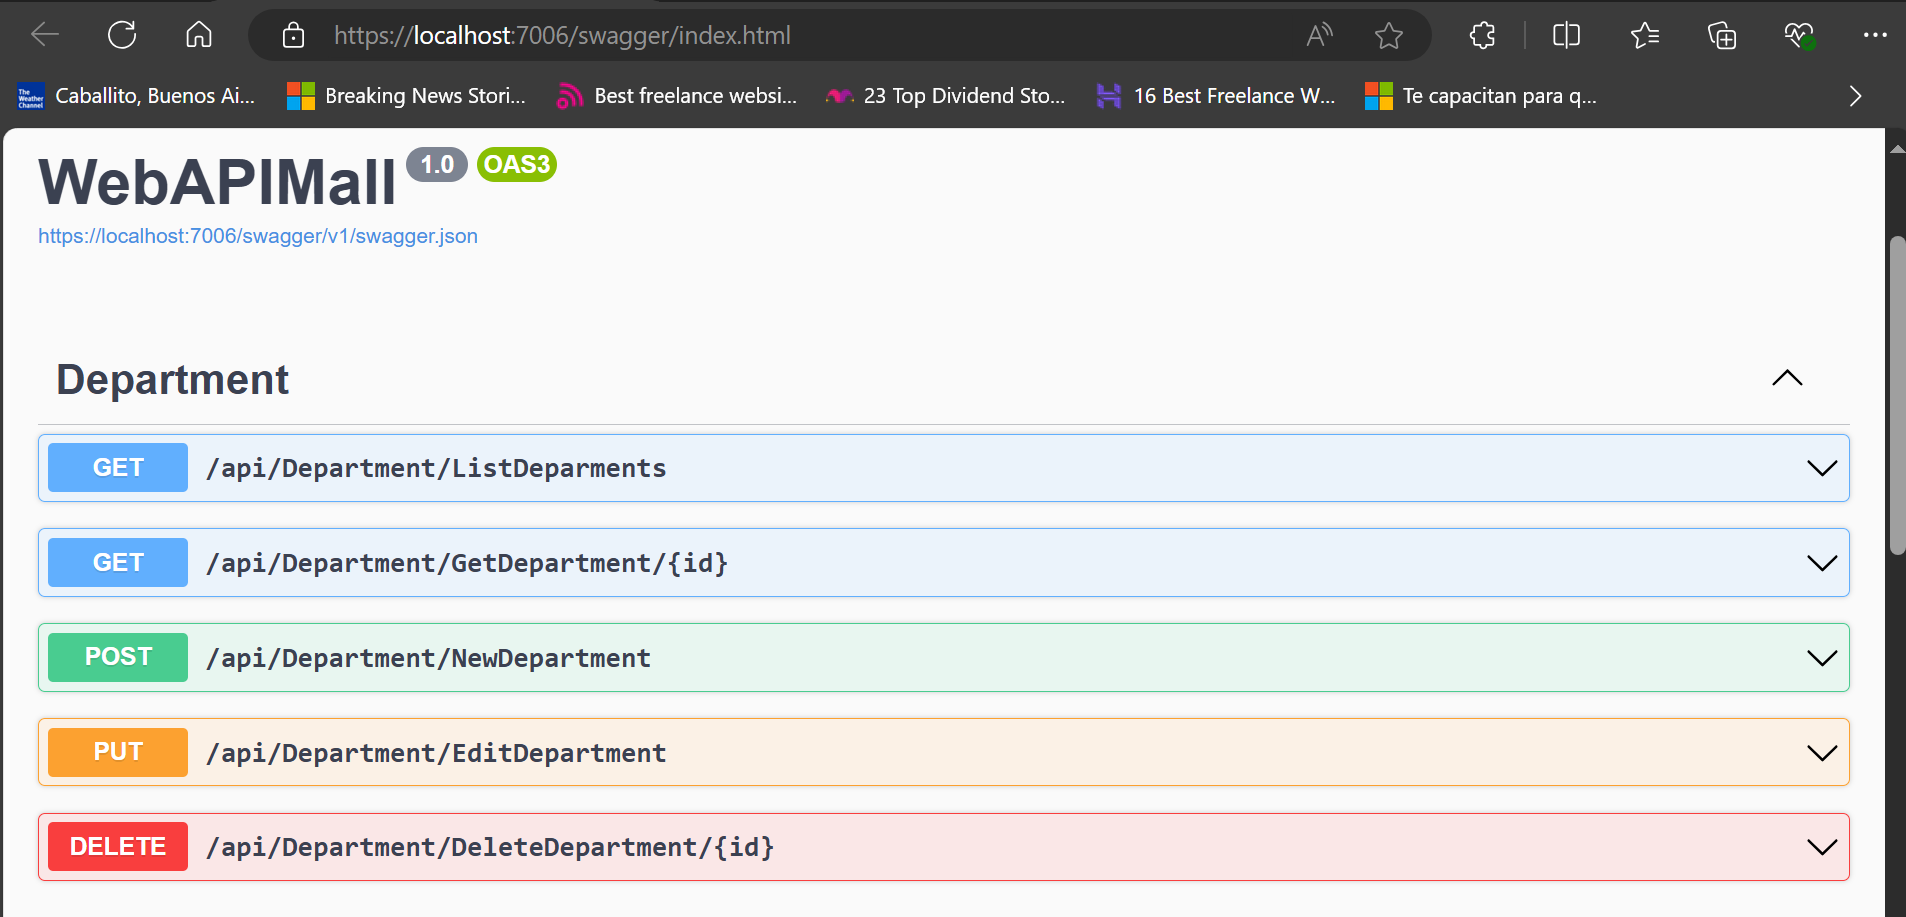 https://localhost:7006/swagger/index.html
The Weather Channel Caballito, Buenos Ai... Breaking News Stori... Best freelance websi... 23 Top Dividend Sto... 16 Best Freelance W... Te capacitan para q...
WebAPIMall 1.0 OAS3
https://localhost:7006/swagger/v1/swagger.json
Department
GET /api/Department/ListDeparments
GET /api/Department/GetDepartment/{id}
POST /api/Department/NewDepartment
PUT /api/Department/EditDepartment
DELETE /api/Department/DeleteDepartment/{id}